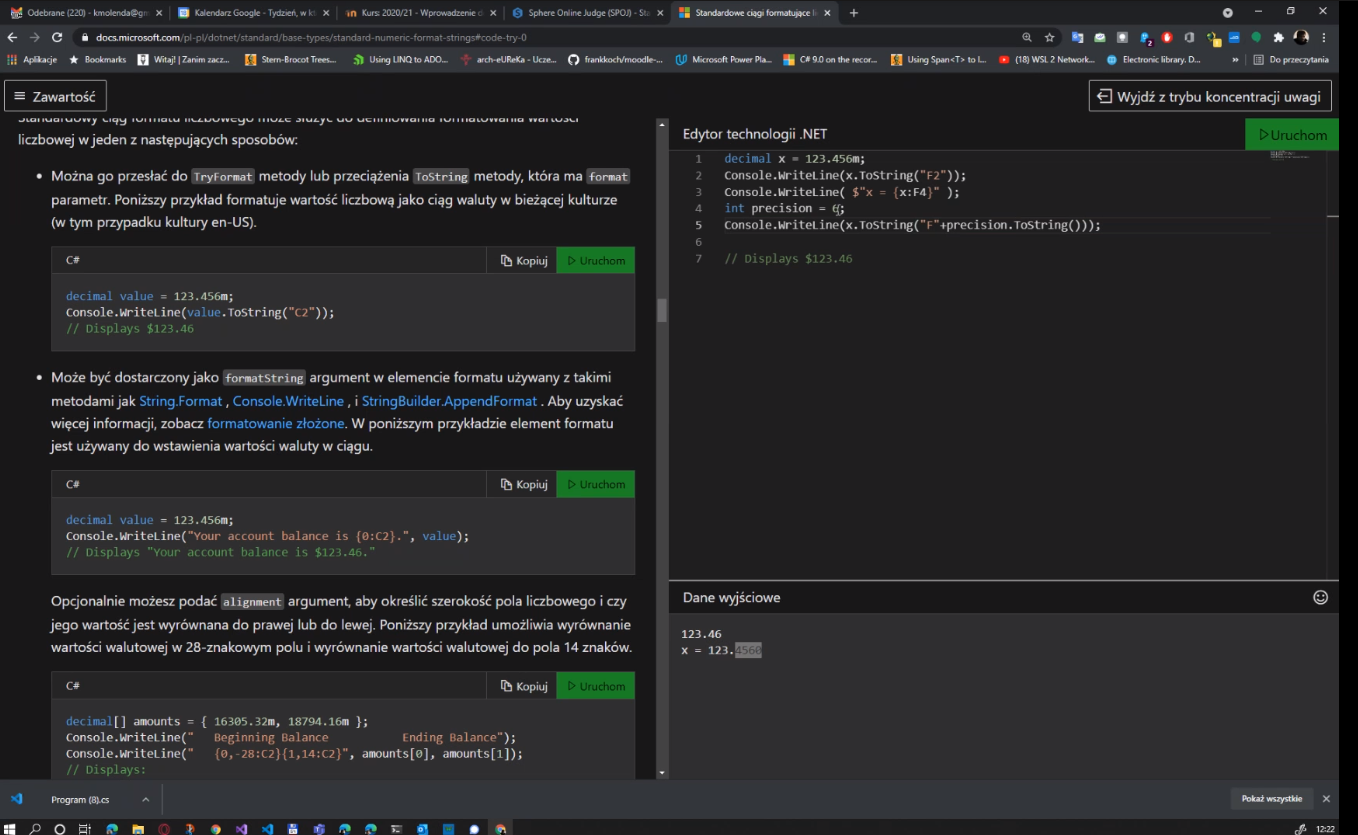 Odebrane (220) - kmolenda@gm
Kalendarz Google - Tydzień, w kt
Kurs: 2020/21 - Wprowadzenie d
Sphere Online Judge (SPOJ) - Sta
Standardowe ciągi formatujące li
docs.microsoft.com/pl-pl/dotnet/standard/base-types/standard-numeric-format-strings#code-try-0
Aplikacje
Bookmarks
Witaj! | Zanim zacz...
Stern-Brocot Trees...
Using LINQ to ADO...
arch-eUReKa - Ucze...
frankkoch/moodle-...
Microsoft Power Pla...
C# 9.0 on the recor...
Using Span<T> to I...
(18) WSL 2 Network...
Electronic library. D...
»
Do przeczytania
Zawartość
Wyjdź z trybu koncentracji uwagi
Standardowy ciąg formatu liczbowego może służyć do definiowania formatowania wartości
liczbowej w jeden z następujących sposobów:
• Można go przesłać do TryFormat metody lub przeciążenia ToString metody, która ma format
parametr. Poniższy przykład formatuje wartość liczbową jako ciąg waluty w bieżącej kulturze
(w tym przypadku kultury en-US).
C#
Kopiuj
Uruchom
decimal value = 123.456m;
Console.WriteLine(value.ToString("C2"));
// Displays $123.46
• Może być dostarczony jako formatString argument w elemencie formatu używany z takimi
metodami jak String.Format , Console.WriteLine , i StringBuilder.AppendFormat . Aby uzyskać
więcej informacji, zobacz formatowanie złożone. W poniższym przykładzie element formatu
jest używany do wstawienia wartości waluty w ciągu.
C#
Kopiuj
Uruchom
decimal value = 123.456m;
Console.WriteLine("Your account balance is {0:C2}.", value);
// Displays "Your account balance is $123.46."
Opcjonalnie możesz podać alignment argument, aby określić szerokość pola liczbowego i czy
jego wartość jest wyrównana do prawej lub do lewej. Poniższy przykład umożliwia wyrównanie
wartości walutowej w 28-znakowym polu i wyrównanie wartości walutowej do pola 14 znaków.
C#
Kopiuj
Uruchom
decimal[] amounts = { 16305.32m, 18794.16m };
Console.WriteLine("   Beginning Balance           Ending Balance");
Console.WriteLine("   {0,-28:C2}{1,14:C2}", amounts[0], amounts[1]);
// Displays:
Edytor technologii .NET
Uruchom
1 decimal x = 123.456m;
2 Console.WriteLine(x.ToString("F2"));
3 Console.WriteLine( $"x = {x:F4}" );
4 int precision = 6;
5 Console.WriteLine(x.ToString("F"+precision.ToString()));
6
7 // Displays $123.46
Dane wyjściowe
123.46
x = 123.4560
Program (8).cs
Pokaż wszystkie
12:22